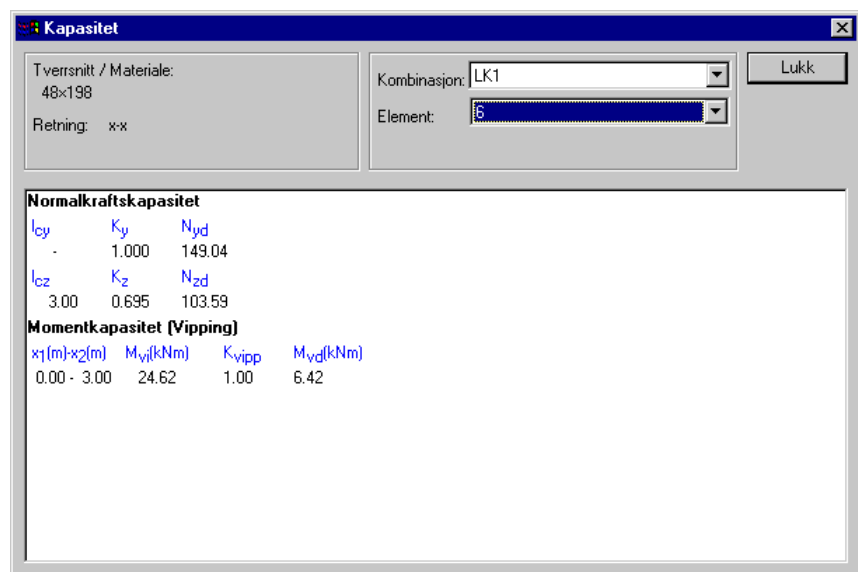 Kapasitet
Tverrsnitt / Materiale:
48×198
Retning: x-x
Kombinasjon: LK1
Element: 6
Lukk
Normalkraftskapasitet
lcy Ky Nyd
- 1.000 149.04
lcz Kz Nzd
3.00 0.695 103.59
Momentkapasitet (Vipping)
x1(m)-x2(m) Mvi(kNm) Kvipp Mvd(kNm)
0.00 - 3.00 24.62 1.00 6.42